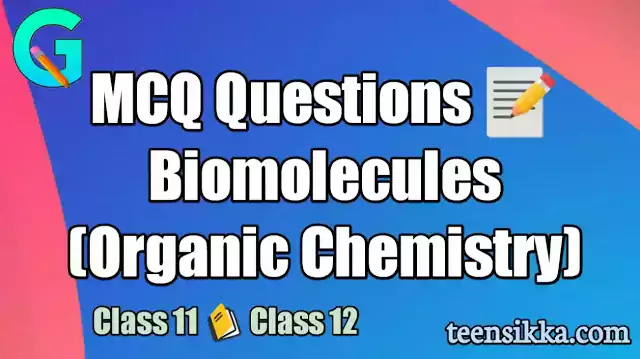 G
MCQ Questions
Biomolecules
(Organic Chemistry)
Class 11 Class 12
teensikka.com